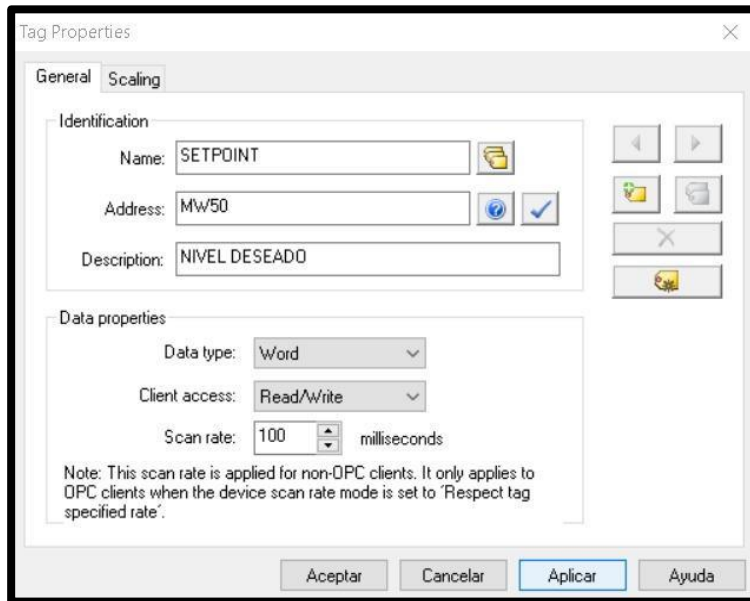 Tag Properties
General Scaling
Identification
Name: SETPOINT
Address: MW50
Description: NIVEL DESEADO
Data properties
Data type: Word
Client access: Read/Write
Scan rate: 100 milliseconds
Note: This scan rate is applied for non-OPC clients. It only applies to
OPC clients when the device scan rate mode is set to ´Respect tag
specified rate´.
Aceptar Cancelar Aplicar Ayuda